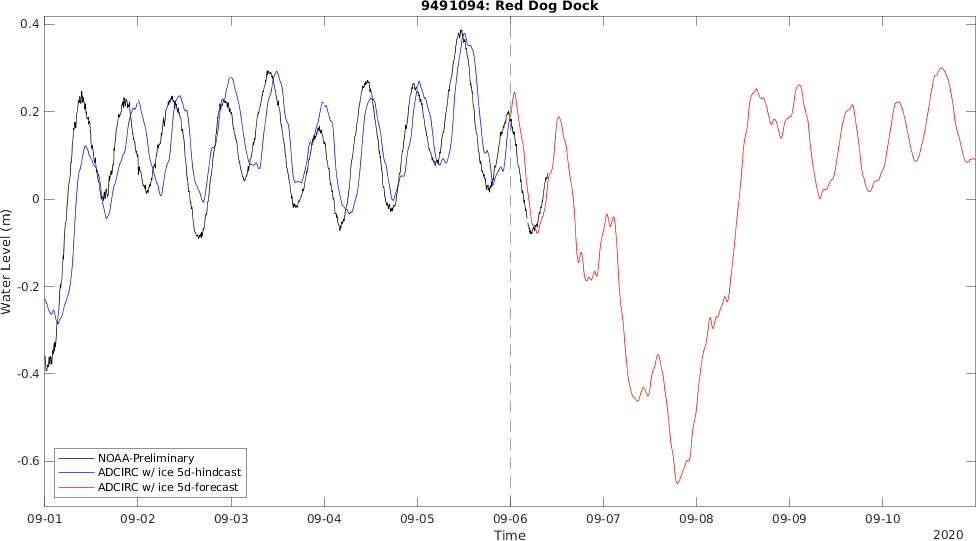 9491094: Red Dog Dock
0.4
0.2
0
-0.2
-0.4
-0.6
Water Level (m)
NOAA-Preliminary
ADCIRC w/ ice 5d-hindcast
ADCIRC w/ ice 5d-forecast
09-01 09-02 09-03 09-04 09-05 09-06 09-07 09-08 09-09 09-10
Time
2020